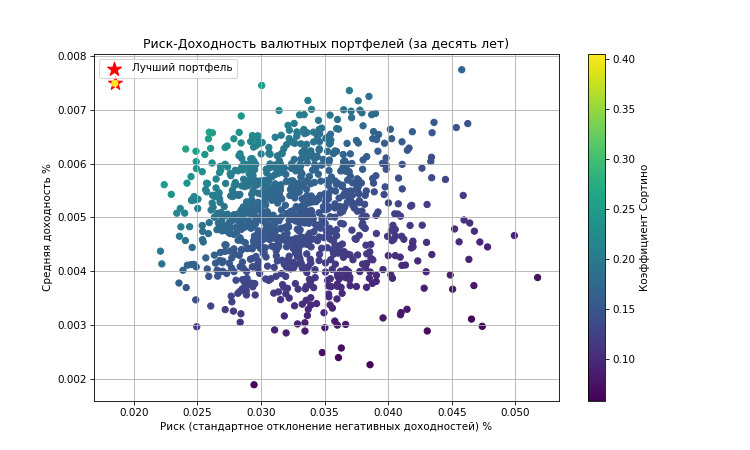 Риск-Доходность валютных портфелей (за десять лет)
Лучший портфель
Средняя доходность %
0.008
0.007
0.006
0.005
0.004
0.003
0.002
0.020 0.025 0.030 0.035 0.040 0.045 0.050
Риск (стандартное отклонение негативных доходностей) %
0.40
0.35
0.30
0.25
0.20
0.15
0.10
Коэффициент Сортино